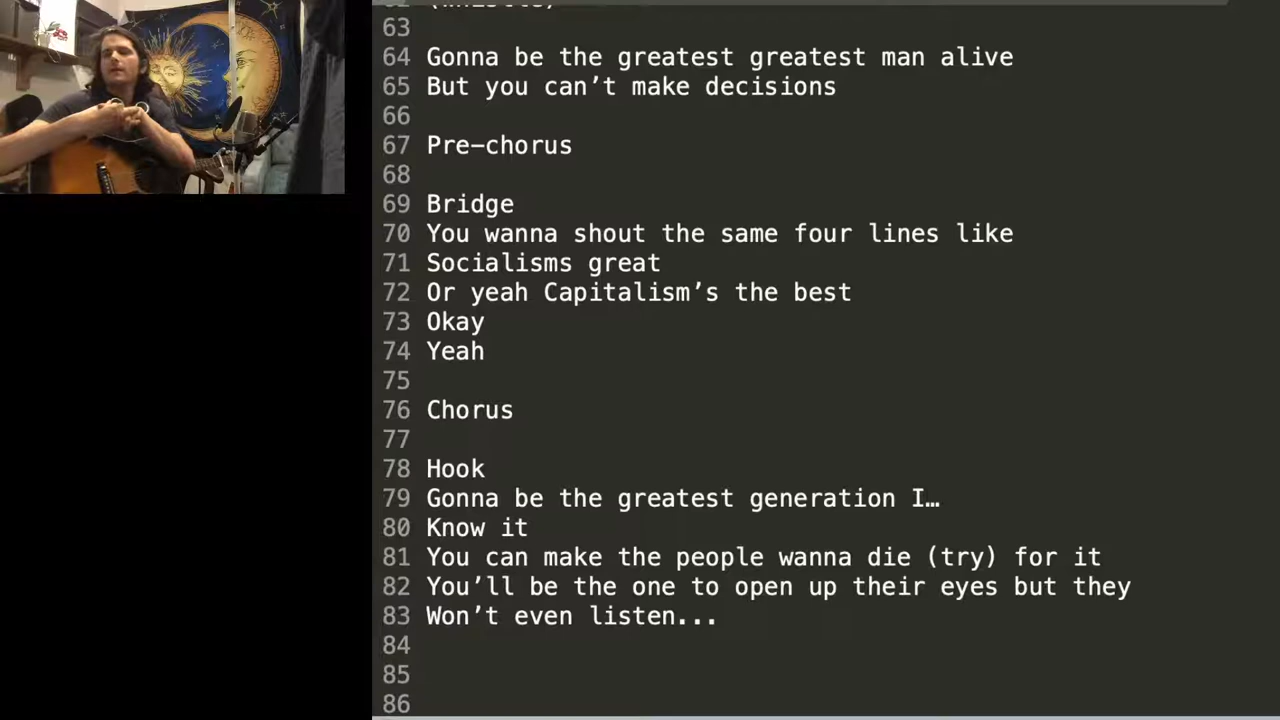 63
64 Gonna be the greatest greatest man alive
65 But you can’t make decisions
66
67 Pre-chorus
68
69 Bridge
70 You wanna shout the same four lines like
71 Socialisms great
72 Or yeah Capitalism’s the best
73 Okay
74 Yeah
75
76 Chorus
77
78 Hook
79 Gonna be the greatest generation I…
80 Know it
81 You can make the people wanna die (try) for it
82 You’ll be the one to open up their eyes but they
83 Won’t even listen...
84
85
86